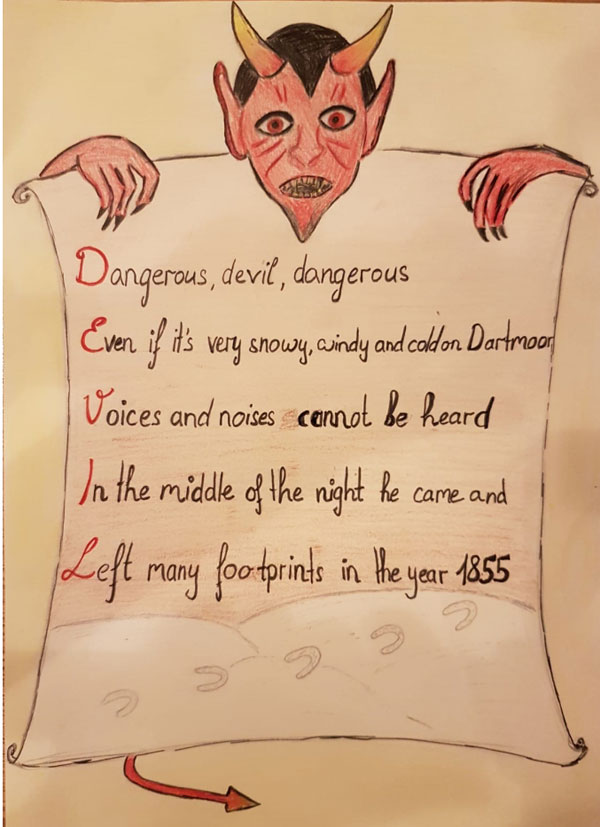 Dangerous, devil, dangerous
Even if it's very snowy, windy and cold on Dartmoor
Voices and noises cannot be heard
In the middle of the night he came and
Left many footprints in the year 1855